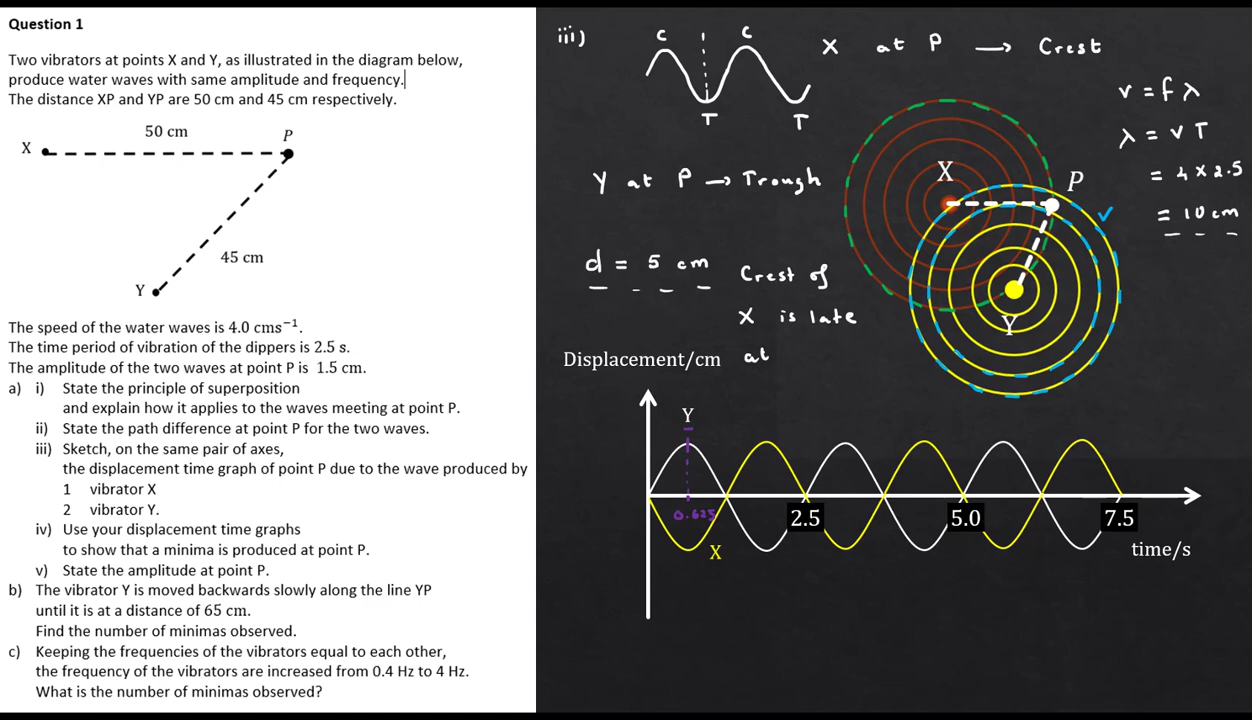 Question 1
Two vibrators at points X and Y, as illustrated in the diagram below,
produce water waves with same amplitude and frequency.
The distance XP and YP are 50 cm and 45 cm respectively.
50 cm
X
P
45 cm
Y
The speed of the water waves is 4.0 cms⁻¹.
The time period of vibration of the dippers is 2.5 s.
The amplitude of the two waves at point P is 1.5 cm.
a) i) State the principle of superposition
and explain how it applies to the waves meeting at point P.
ii) State the path difference at point P for the two waves.
iii) Sketch, on the same pair of axes,
the displacement time graph of point P due to the wave produced by
1 vibrator X
2 vibrator Y.
iv) Use your displacement time graphs
to show that a minima is produced at point P.
v) State the amplitude at point P.
b) The vibrator Y is moved backwards slowly along the line YP
until it is at a distance of 65 cm.
Find the number of minimas observed.
c) Keeping the frequencies of the vibrators equal to each other,
the frequency of the vibrators are increased from 0.4 Hz to 4 Hz.
What is the number of minimas observed?
iii)
C C
T T
X at P → Crest
Y at P → Trough
d = 5 cm
Crest of
X is late
at
X
P
Y
v = f λ
λ = v T
= 4 × 2.5
= 10 cm
Displacement/cm
Y
0.625
X
2.5 5.0 7.5
time/s